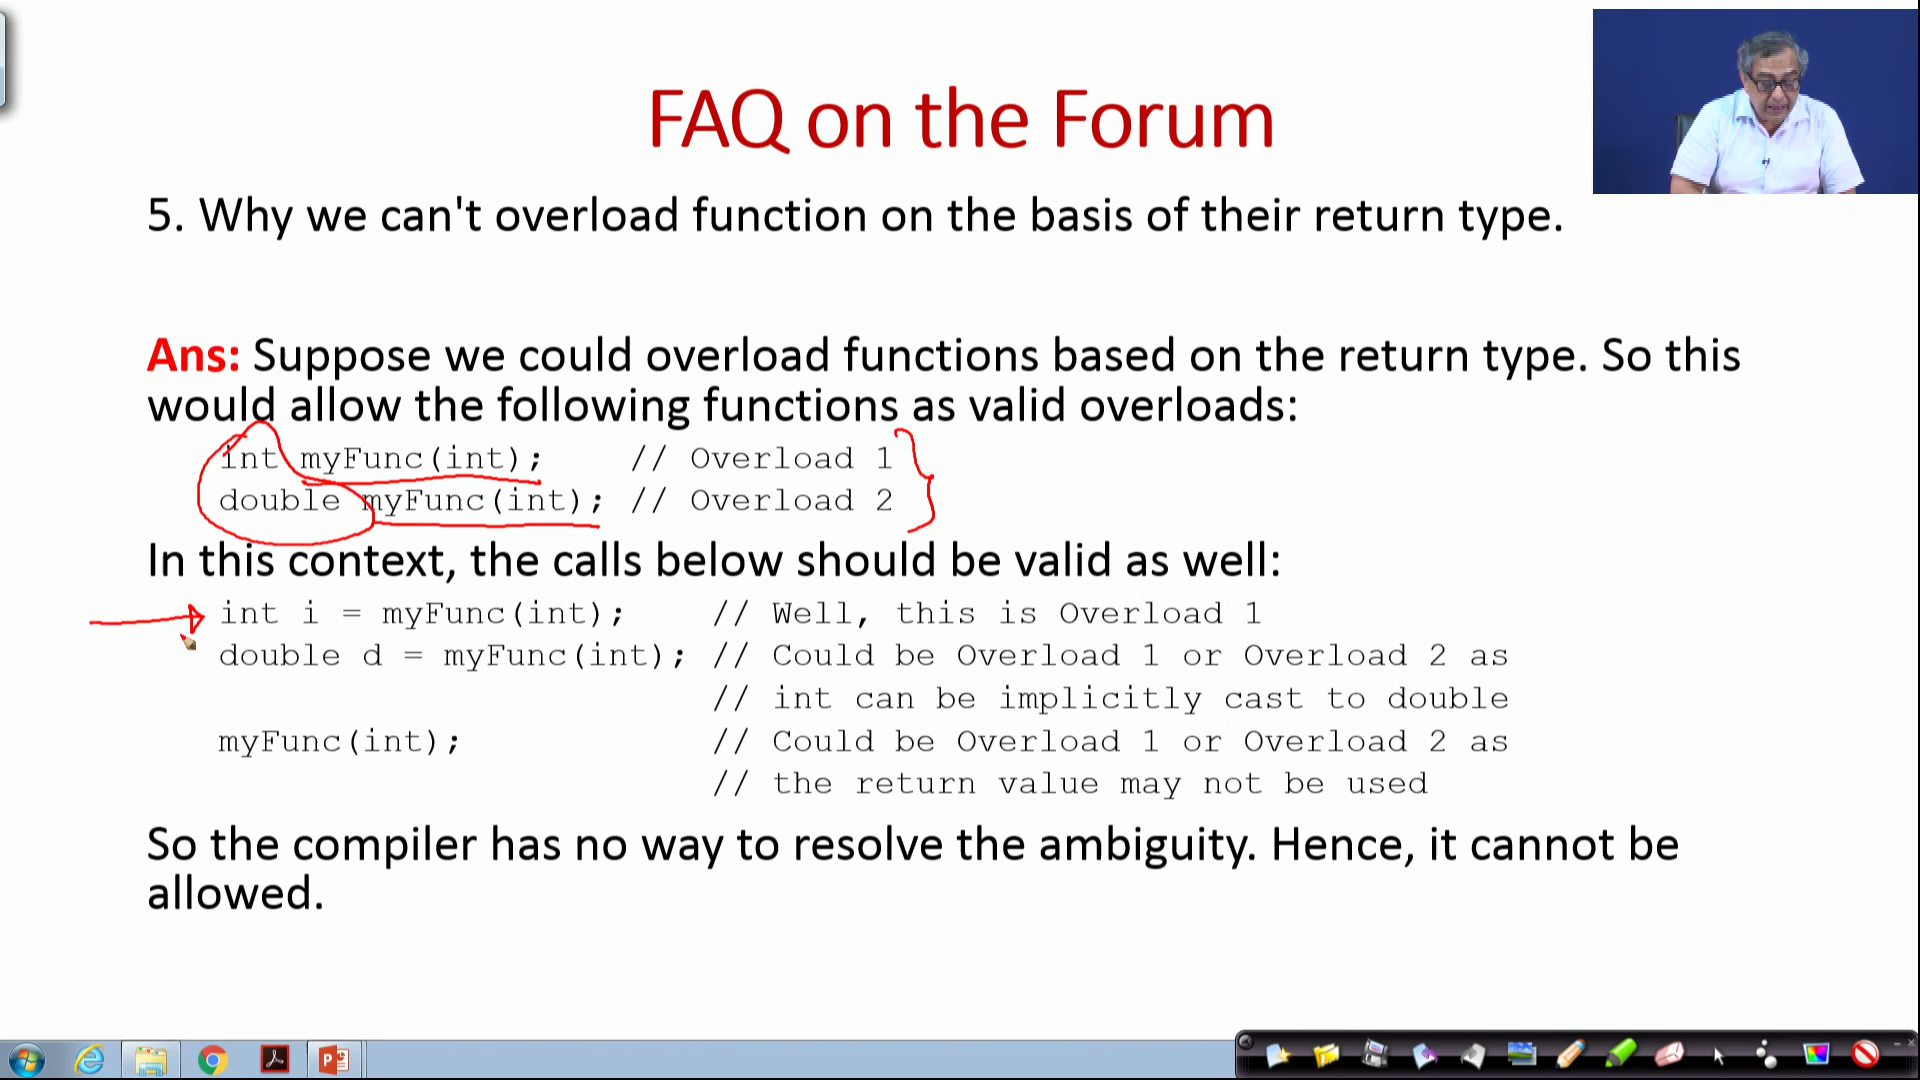 FAQ on the Forum
5. Why we can't overload function on the basis of their return type.
Ans: Suppose we could overload functions based on the return type. So this
would allow the following functions as valid overloads:
int myFunc(int); // Overload 1
double myFunc(int); // Overload 2
In this context, the calls below should be valid as well:
int i = myFunc(int); // Well, this is Overload 1
double d = myFunc(int); // Could be Overload 1 or Overload 2 as
// int can be implicitly cast to double
myFunc(int); // Could be Overload 1 or Overload 2 as
// the return value may not be used
So the compiler has no way to resolve the ambiguity. Hence, it cannot be
allowed.